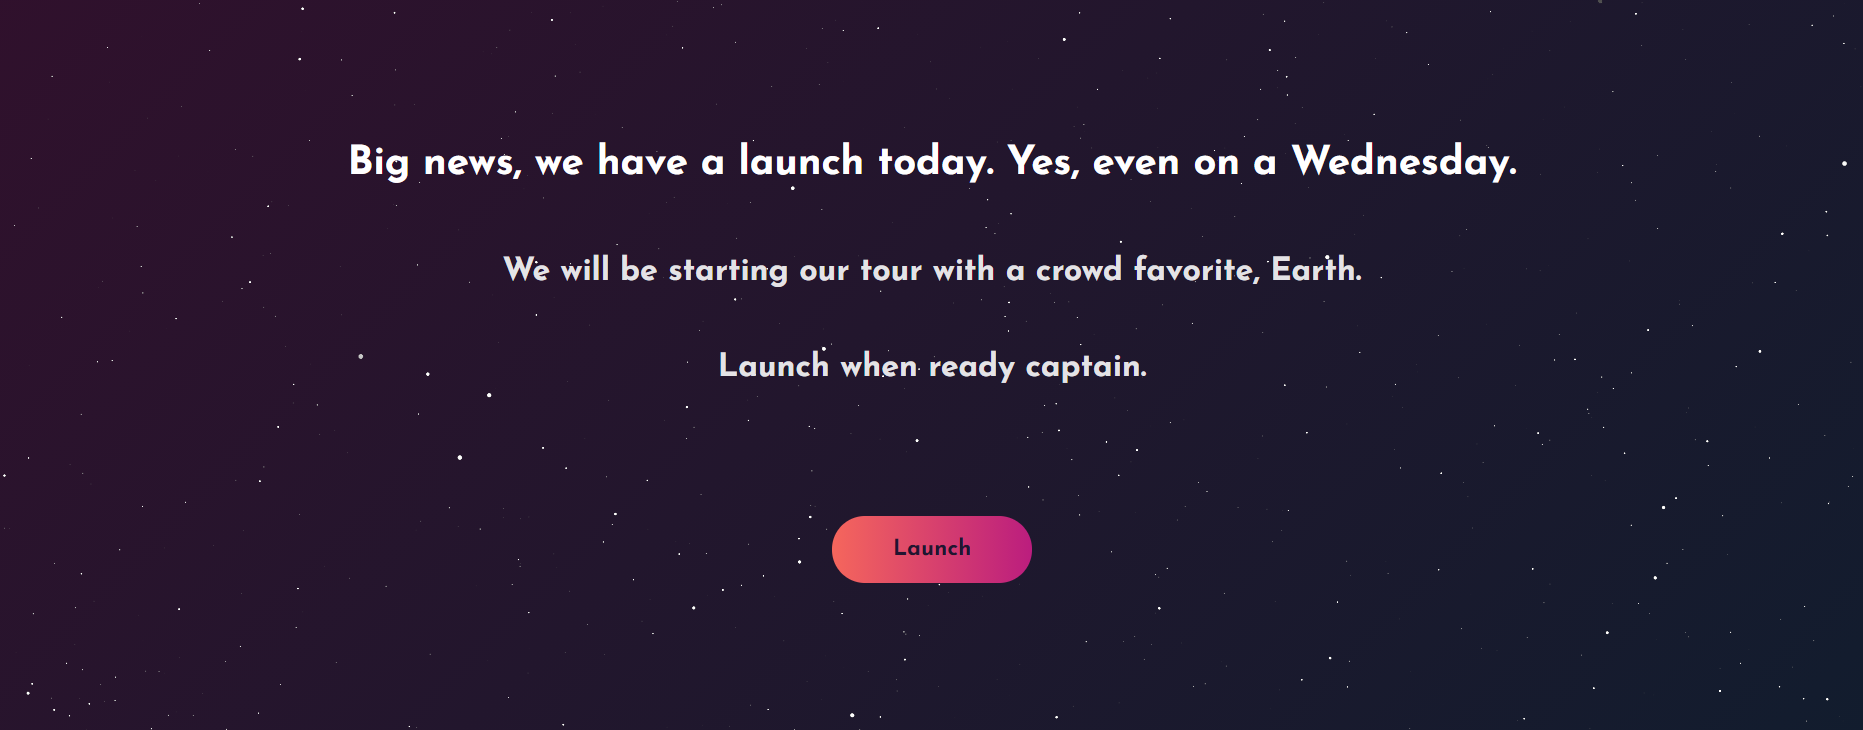 Big news, we have a launch today. Yes, even on a Wednesday.
We will be starting our tour with a crowd favorite, Earth.
Launch when ready captain.
Launch